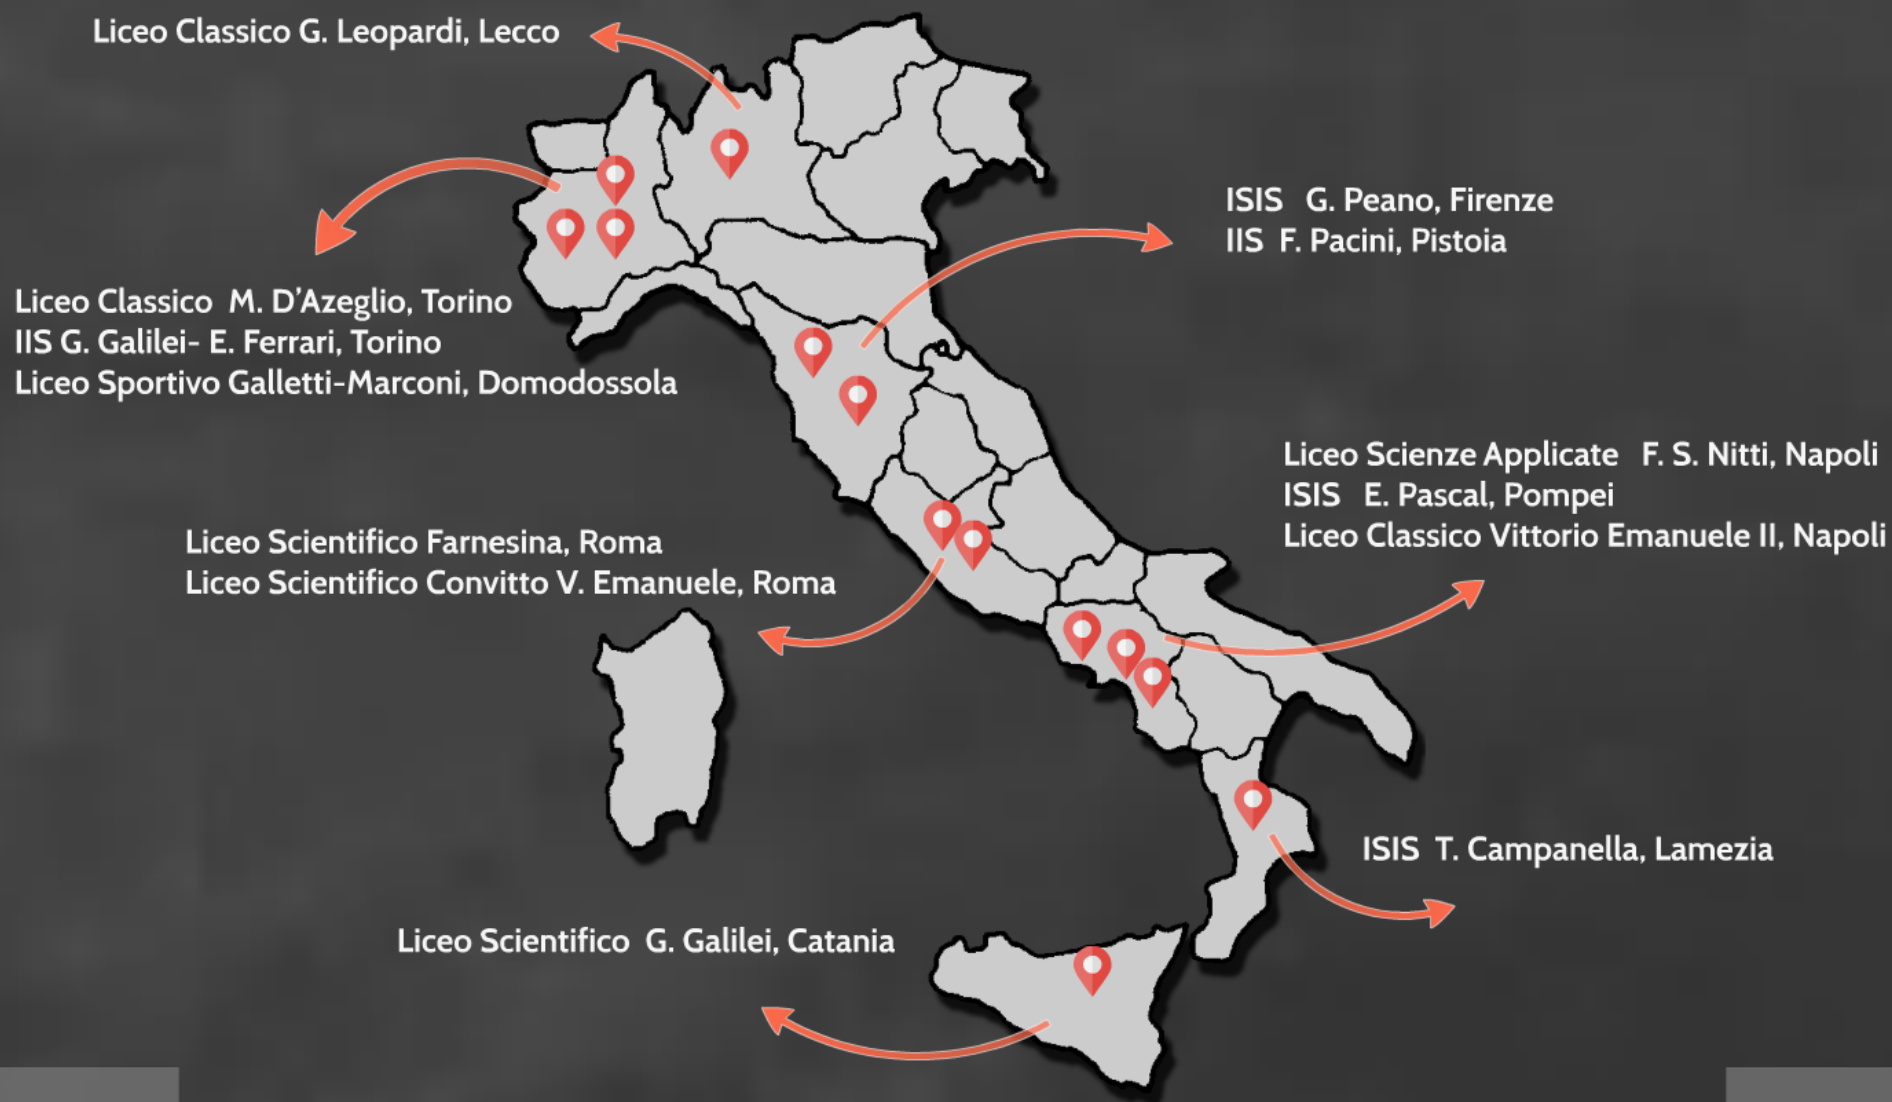 Liceo Classico G. Leopardi, Lecco
ISIS G. Peano, Firenze
IIS F. Pacini, Pistoia
Liceo Classico M. D'Azeglio, Torino
IIS G. Galilei- E. Ferrari, Torino
Liceo Sportivo Galletti-Marconi, Domodossola
Liceo Scienze Applicate F. S. Nitti, Napoli
ISIS E. Pascal, Pompei
Liceo Classico Vittorio Emanuele II, Napoli
Liceo Scientifico Farnesina, Roma
Liceo Scientifico Convitto V. Emanuele, Roma
ISIS T. Campanella, Lamezia
Liceo Scientifico G. Galilei, Catania